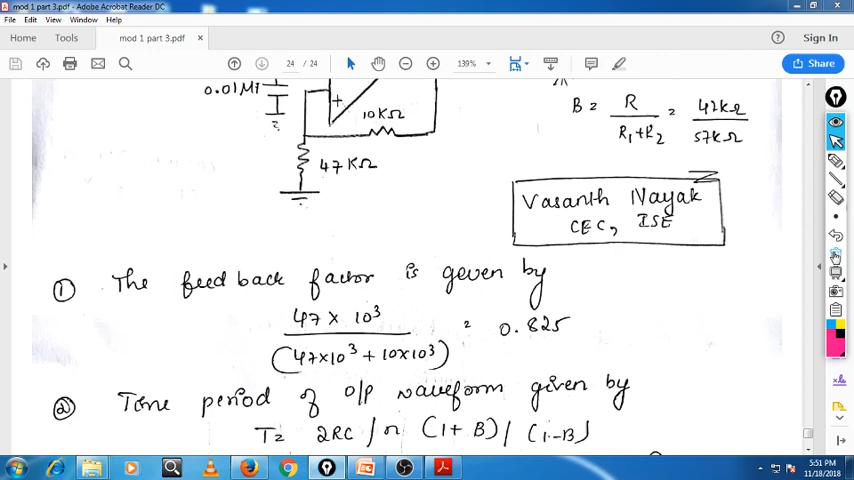 mod 1 part 3.pdf - Adobe Acrobat Reader DC
File Edit View Window Help
Home Tools mod 1 part 3.pdf × Sign In
24 / 24 139% Share
0.01Mf
+
10KΩ
47KΩ
B = R / R1+R2 = 47kΩ / 57kΩ
Vasanth Nayak
CEC, ISE
① The feed back factor is geven by
47 × 10³ / (47×10³ + 10×10³) = 0.825
② Time period of O/P waveform given by
T = 2RC / or (1 + B) / (1-B)
5:51 PM
11/18/2018